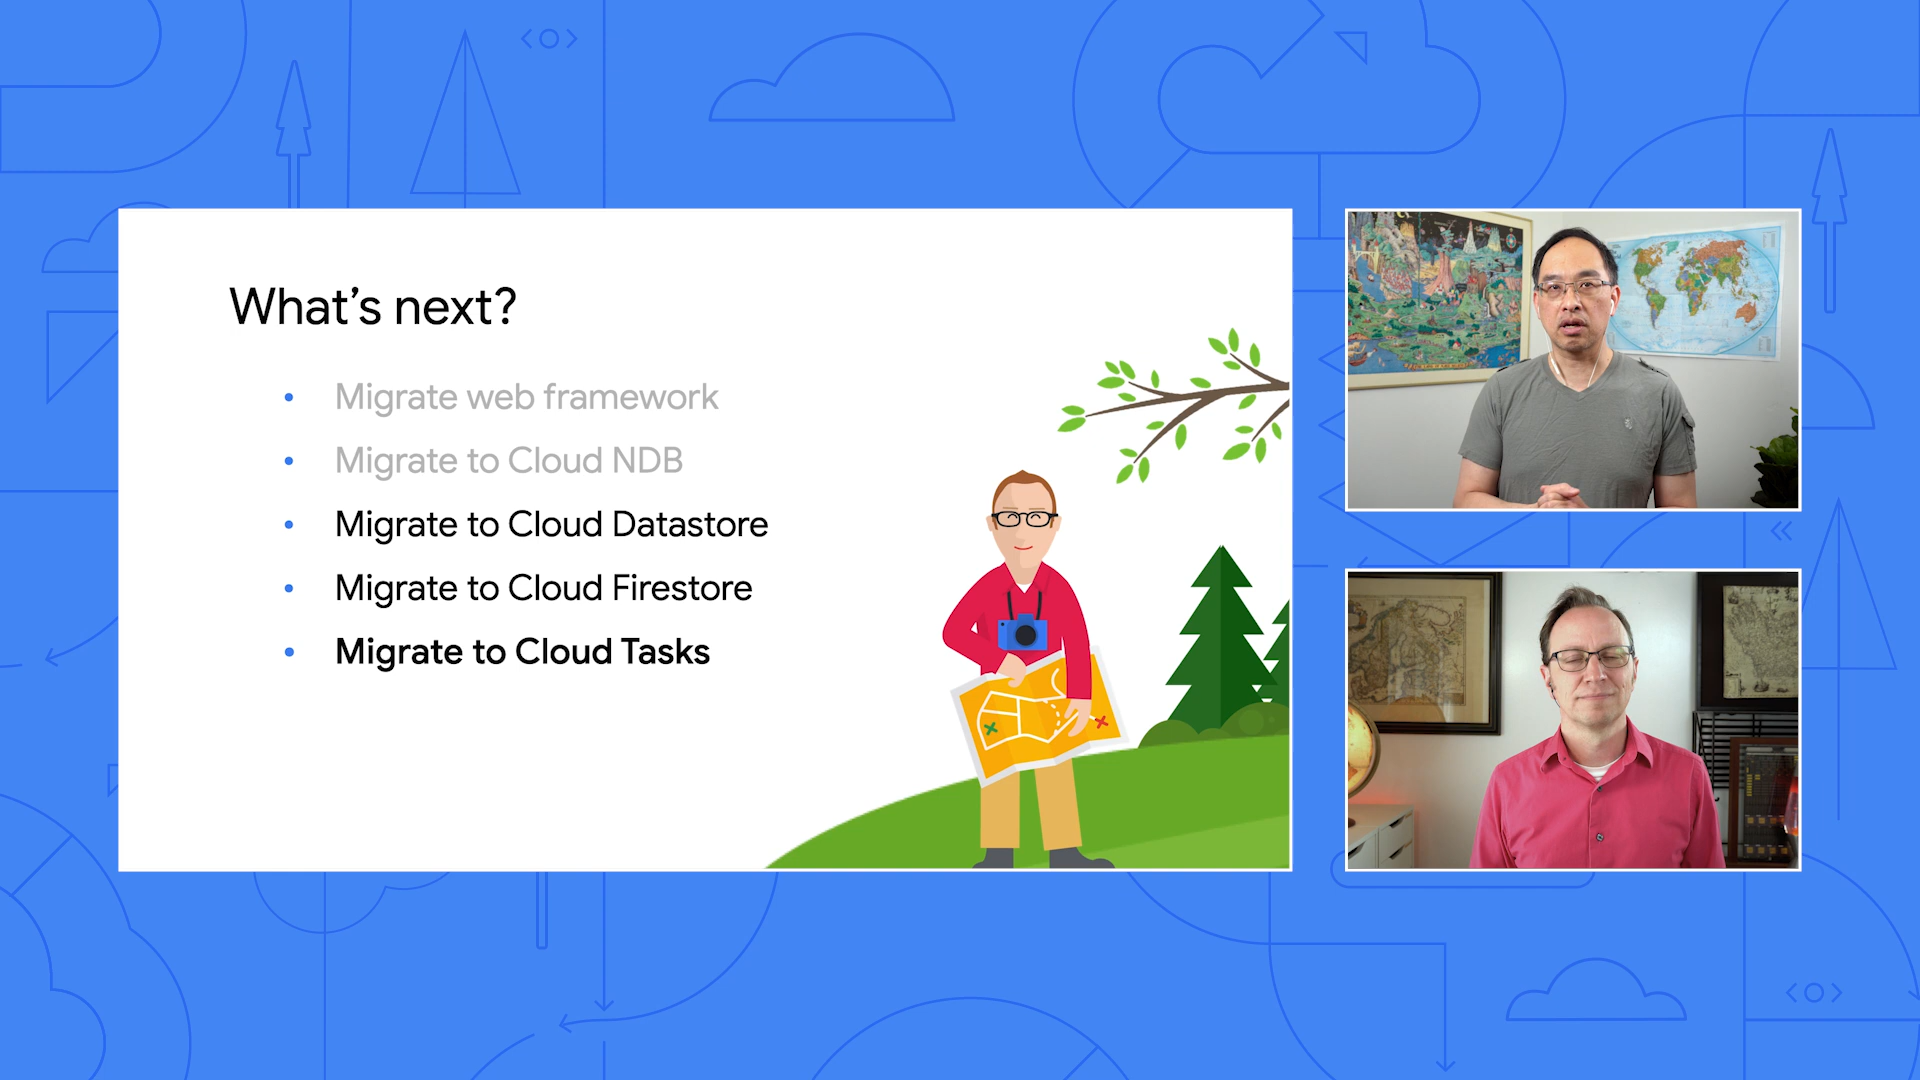 What's next?
Migrate web framework
Migrate to Cloud NDB
Migrate to Cloud Datastore
Migrate to Cloud Firestore
Migrate to Cloud Tasks